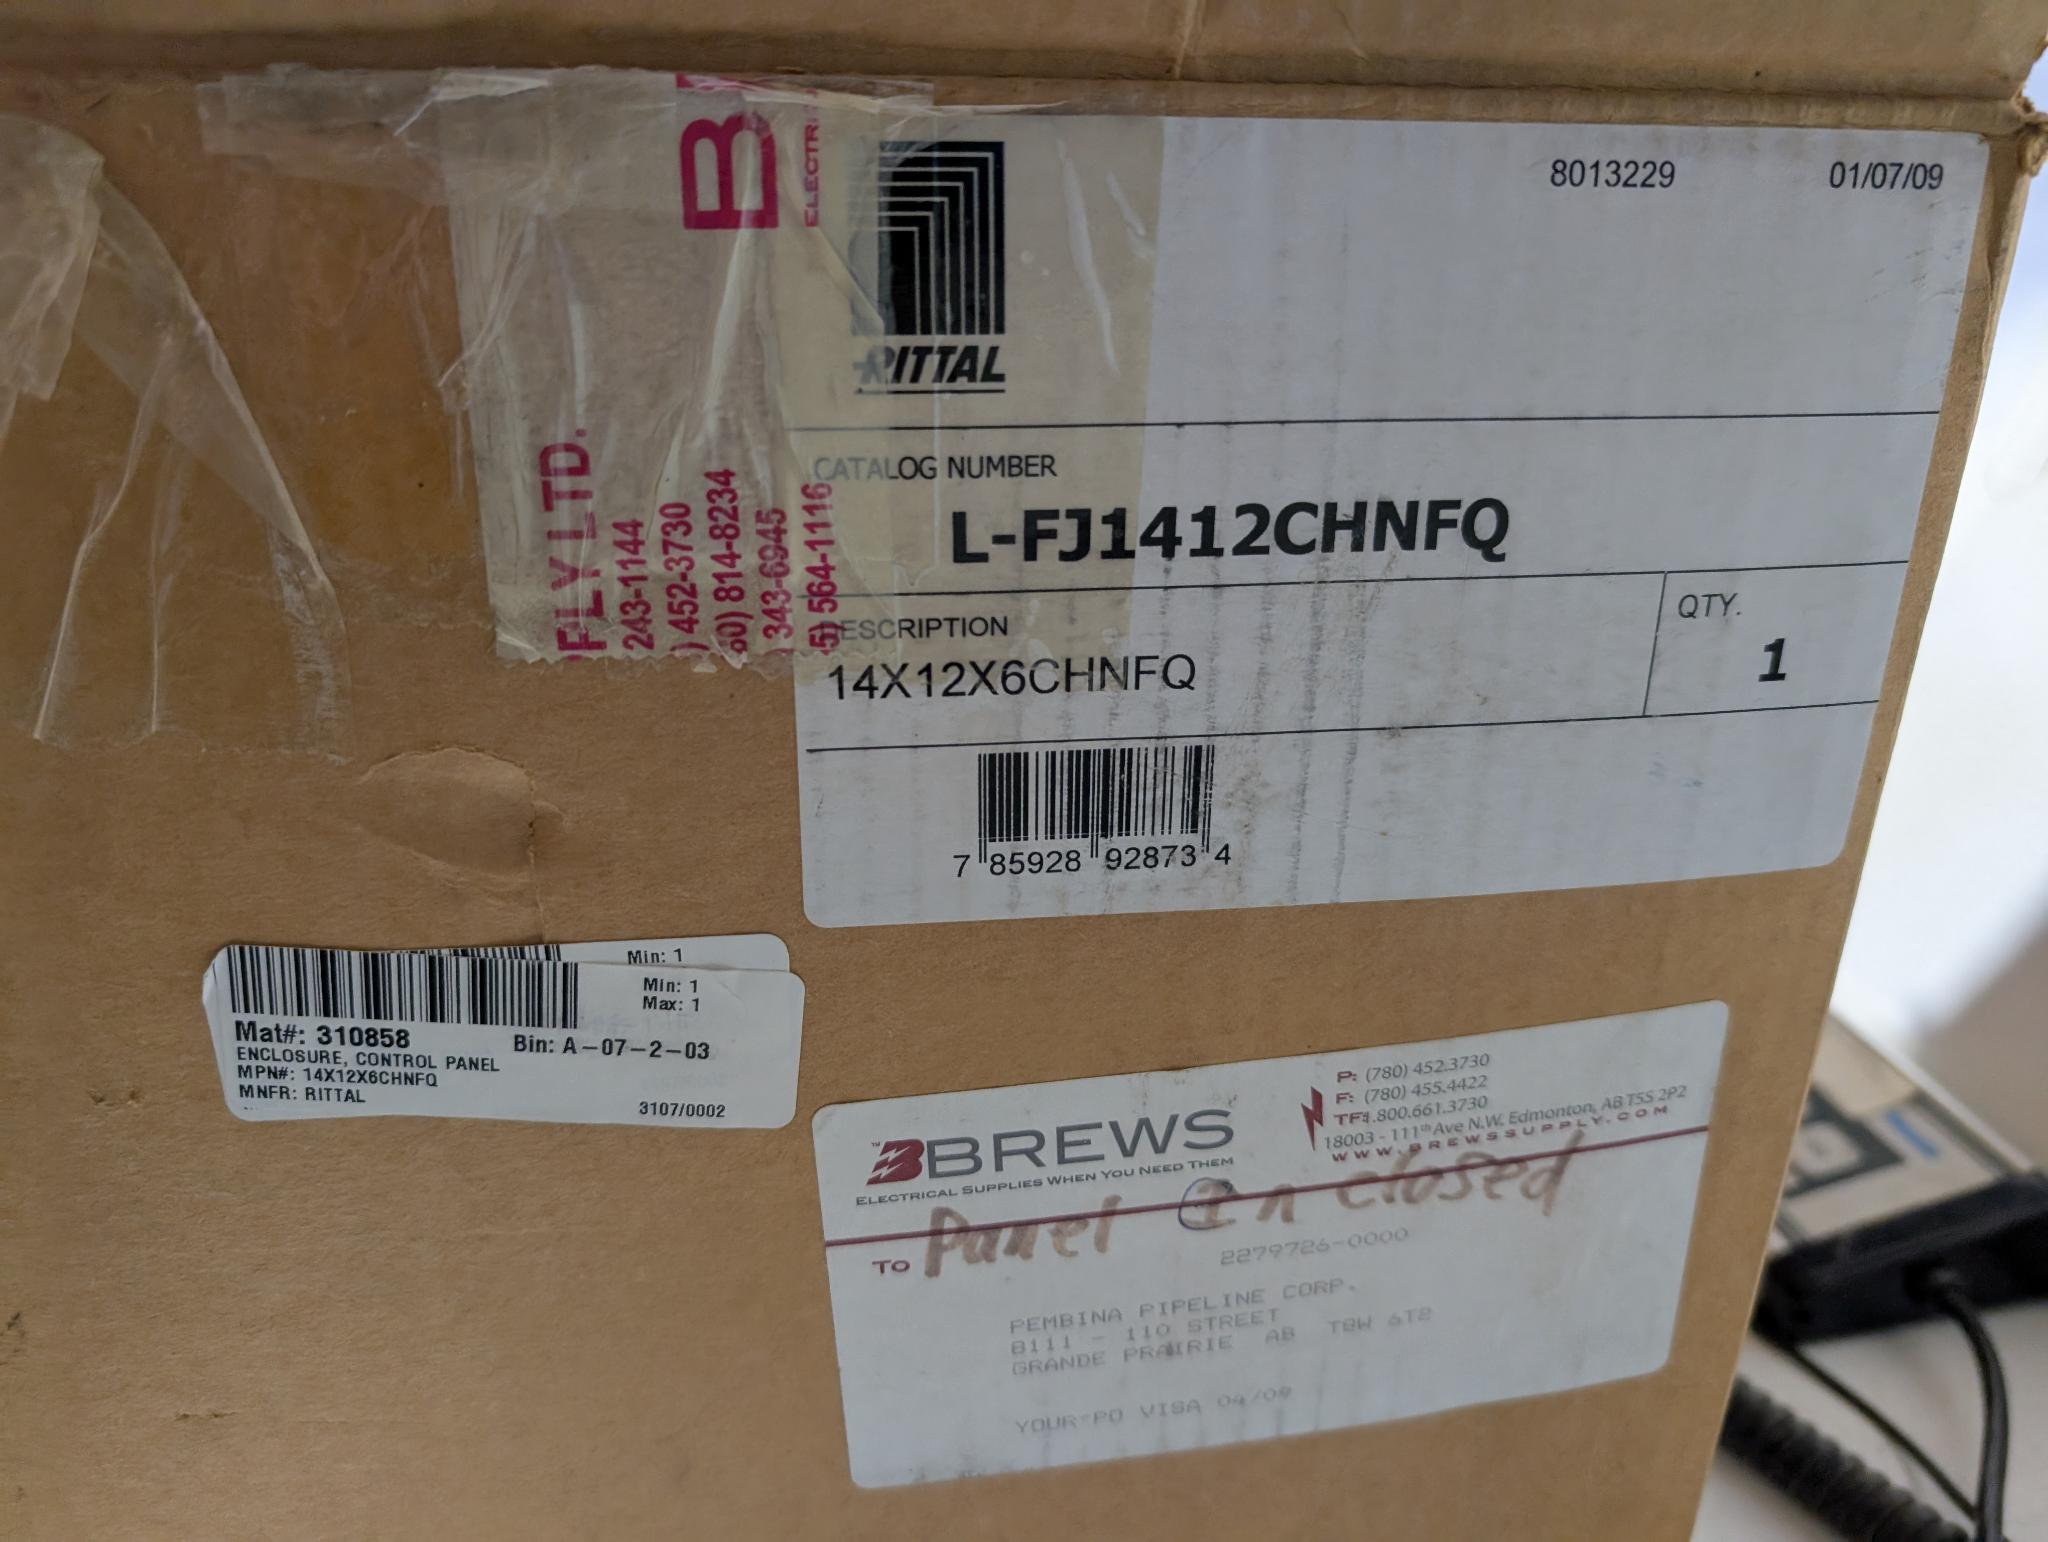 B
ELECTRI
PLY LTD.
243-1144
) 452-3730
80) 814-8234
) 343-6945
5) 564-1116
RITTAL
8013229 01/07/09
CATALOG NUMBER
L-FJ1412CHNFQ
DESCRIPTION
14X12X6CHNFQ
QTY.
1
7 85928 92873 4
Min: 1
Min: 1
Max: 1
Mat#: 310858
Bin: A-07-2-03
ENCLOSURE, CONTROL PANEL
MPN#: 14X12X6CHNFQ
MNFR: RITTAL
3107/0002
BREWS
ELECTRICAL SUPPLIES WHEN YOU NEED THEM
P: (780) 452.3730
F: (780) 455.4422
TF: 1.800.661.3730
18003 - 111th Ave N.W. Edmonton, AB T5S 2P2
WWW.BREWSSUPPLY.COM
Panel In closed
TO
2279726-0000
PEMBINA PIPELINE CORP.
8111 - 110 STREET
GRANDE PRAIRIE AB T8W 6T2
YOUR PO VISA 04/09